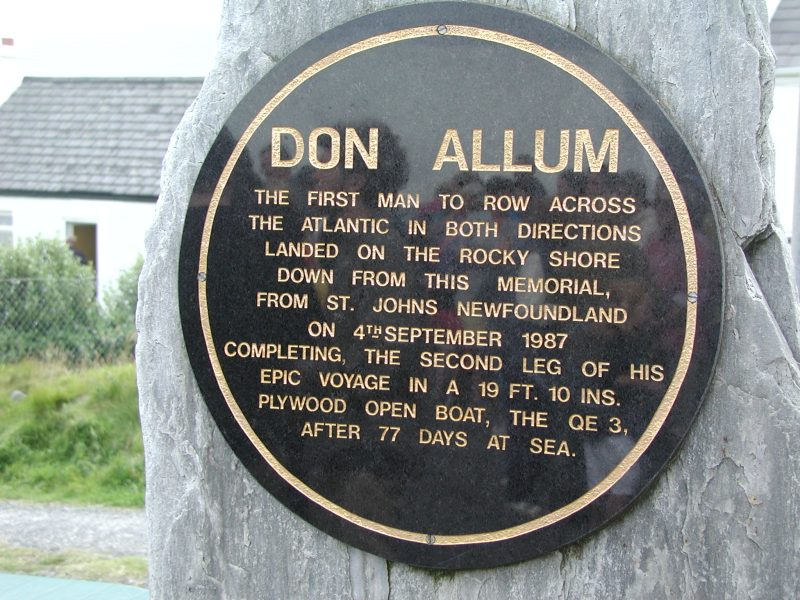 DON ALLUM
THE FIRST MAN TO ROW ACROSS
THE ATLANTIC IN BOTH DIRECTIONS
LANDED ON THE ROCKY SHORE
DOWN FROM THIS MEMORIAL,
FROM ST. JOHNS NEWFOUNDLAND
ON 4TH SEPTEMBER 1987
COMPLETING, THE SECOND LEG OF HIS
EPIC VOYAGE IN A 19 FT. 10 INS.
PLYWOOD OPEN BOAT, THE QE 3,
AFTER 77 DAYS AT SEA.